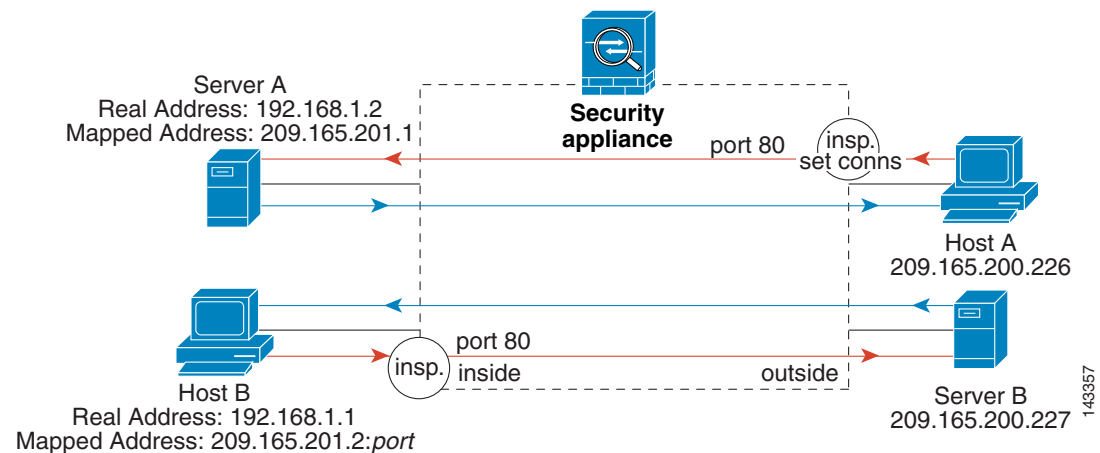 Server A
Real Address: 192.168.1.2
Mapped Address: 209.165.201.1
Security
appliance
port 80
insp.
set conns
Host A
209.165.200.226
port 80
insp.
inside
outside
Host B
Real Address: 192.168.1.1
Mapped Address: 209.165.201.2:port
Server B
209.165.200.227
143357